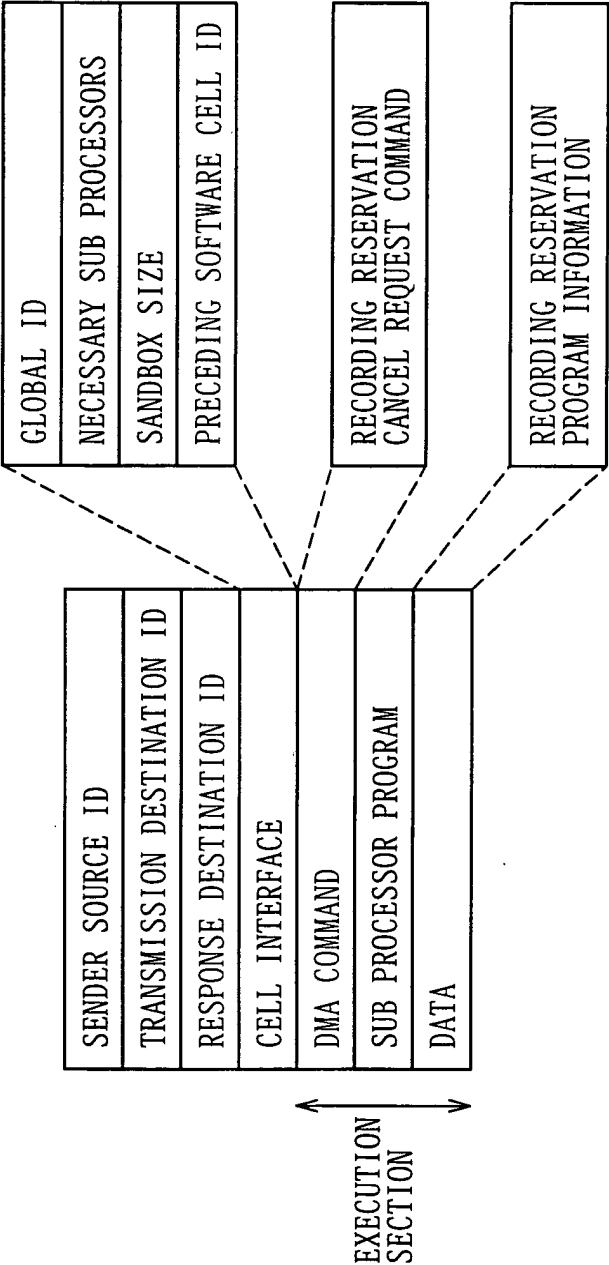 SENDER SOURCE ID
TRANSMISSION DESTINATION ID
RESPONSE DESTINATION ID
CELL INTERFACE
DMA COMMAND
SUB PROCESSOR PROGRAM
DATA
EXECUTION
SECTION
GLOBAL ID
NECESSARY SUB PROCESSORS
SANDBOX SIZE
PRECEDING SOFTWARE CELL ID
RECORDING RESERVATION
CANCEL REQUEST COMMAND
RECORDING RESERVATION
PROGRAM INFORMATION